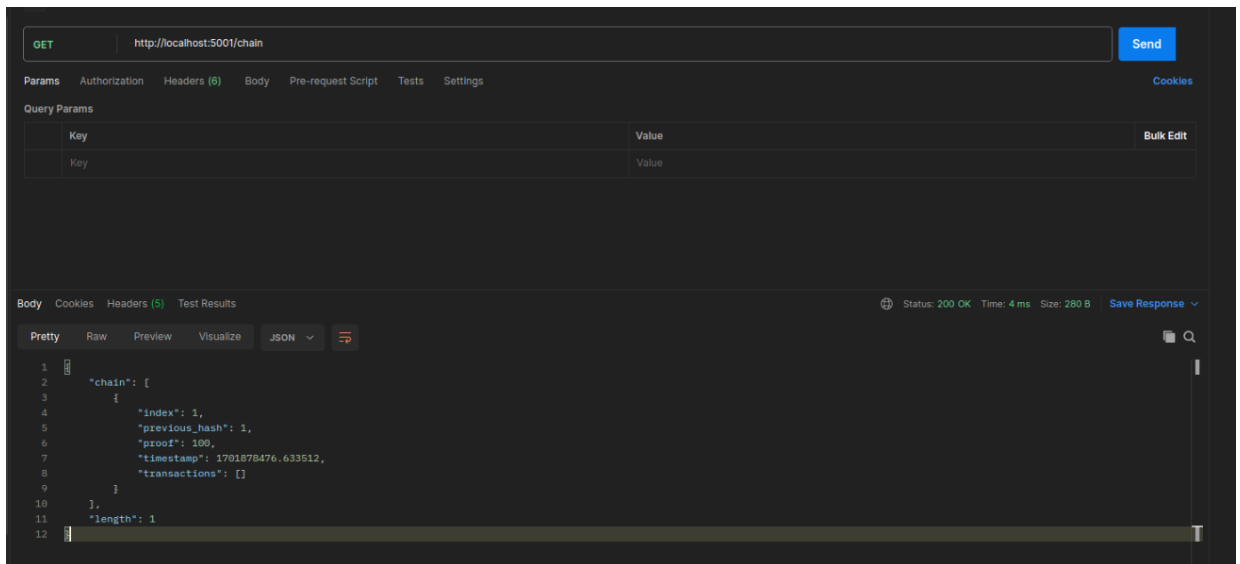 GET http://localhost:5001/chain Send
Params Authorization Headers (6) Body Pre-request Script Tests Settings Cookies
Query Params
Key Value Bulk Edit
Key Value
Body Cookies Headers (5) Test Results Status: 200 OK Time: 4 ms Size: 280 B Save Response
Pretty Raw Preview Visualize JSON
1 {
2 "chain": [
3 {
4 "index": 1,
5 "previous_hash": 1,
6 "proof": 100,
7 "timestamp": 1701878476.633512,
8 "transactions": []
9 }
10 ],
11 "length": 1
12 }